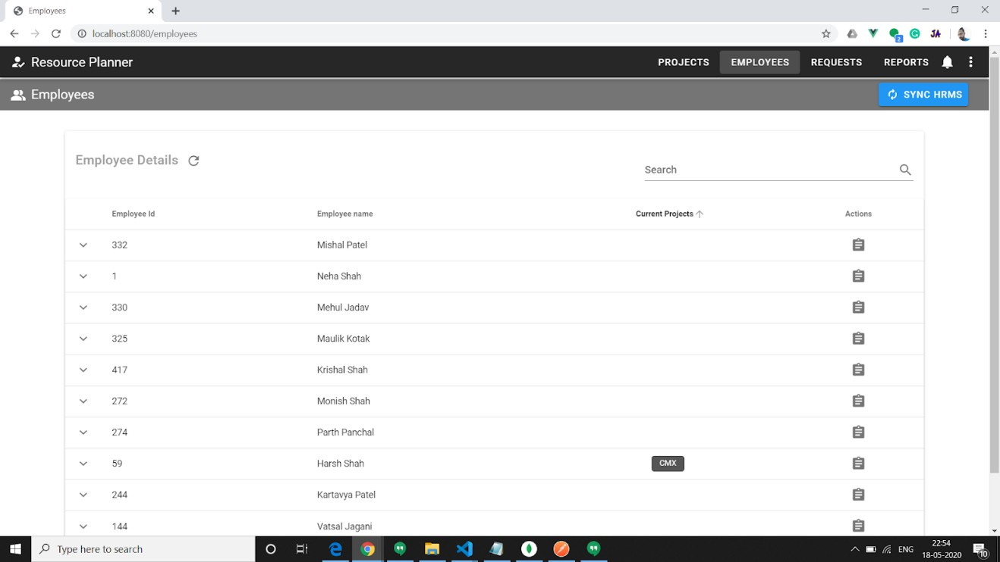 Employees
localhost:8080/employees
2
JA
Resource Planner
PROJECTS EMPLOYEES REQUESTS REPORTS
Employees
SYNC HRMS
Employee Details
Search
Employee Id Employee name Current Projects Actions
332 Mishal Patel
1 Neha Shah
330 Mehul Jadav
325 Maulik Kotak
417 Krishal Shah
272 Monish Shah
274 Parth Panchal
59 Harsh Shah CMX
244 Kartavya Patel
144 Vatsal Jagani
Type here to search
ENG
22:54
18-05-2020
10